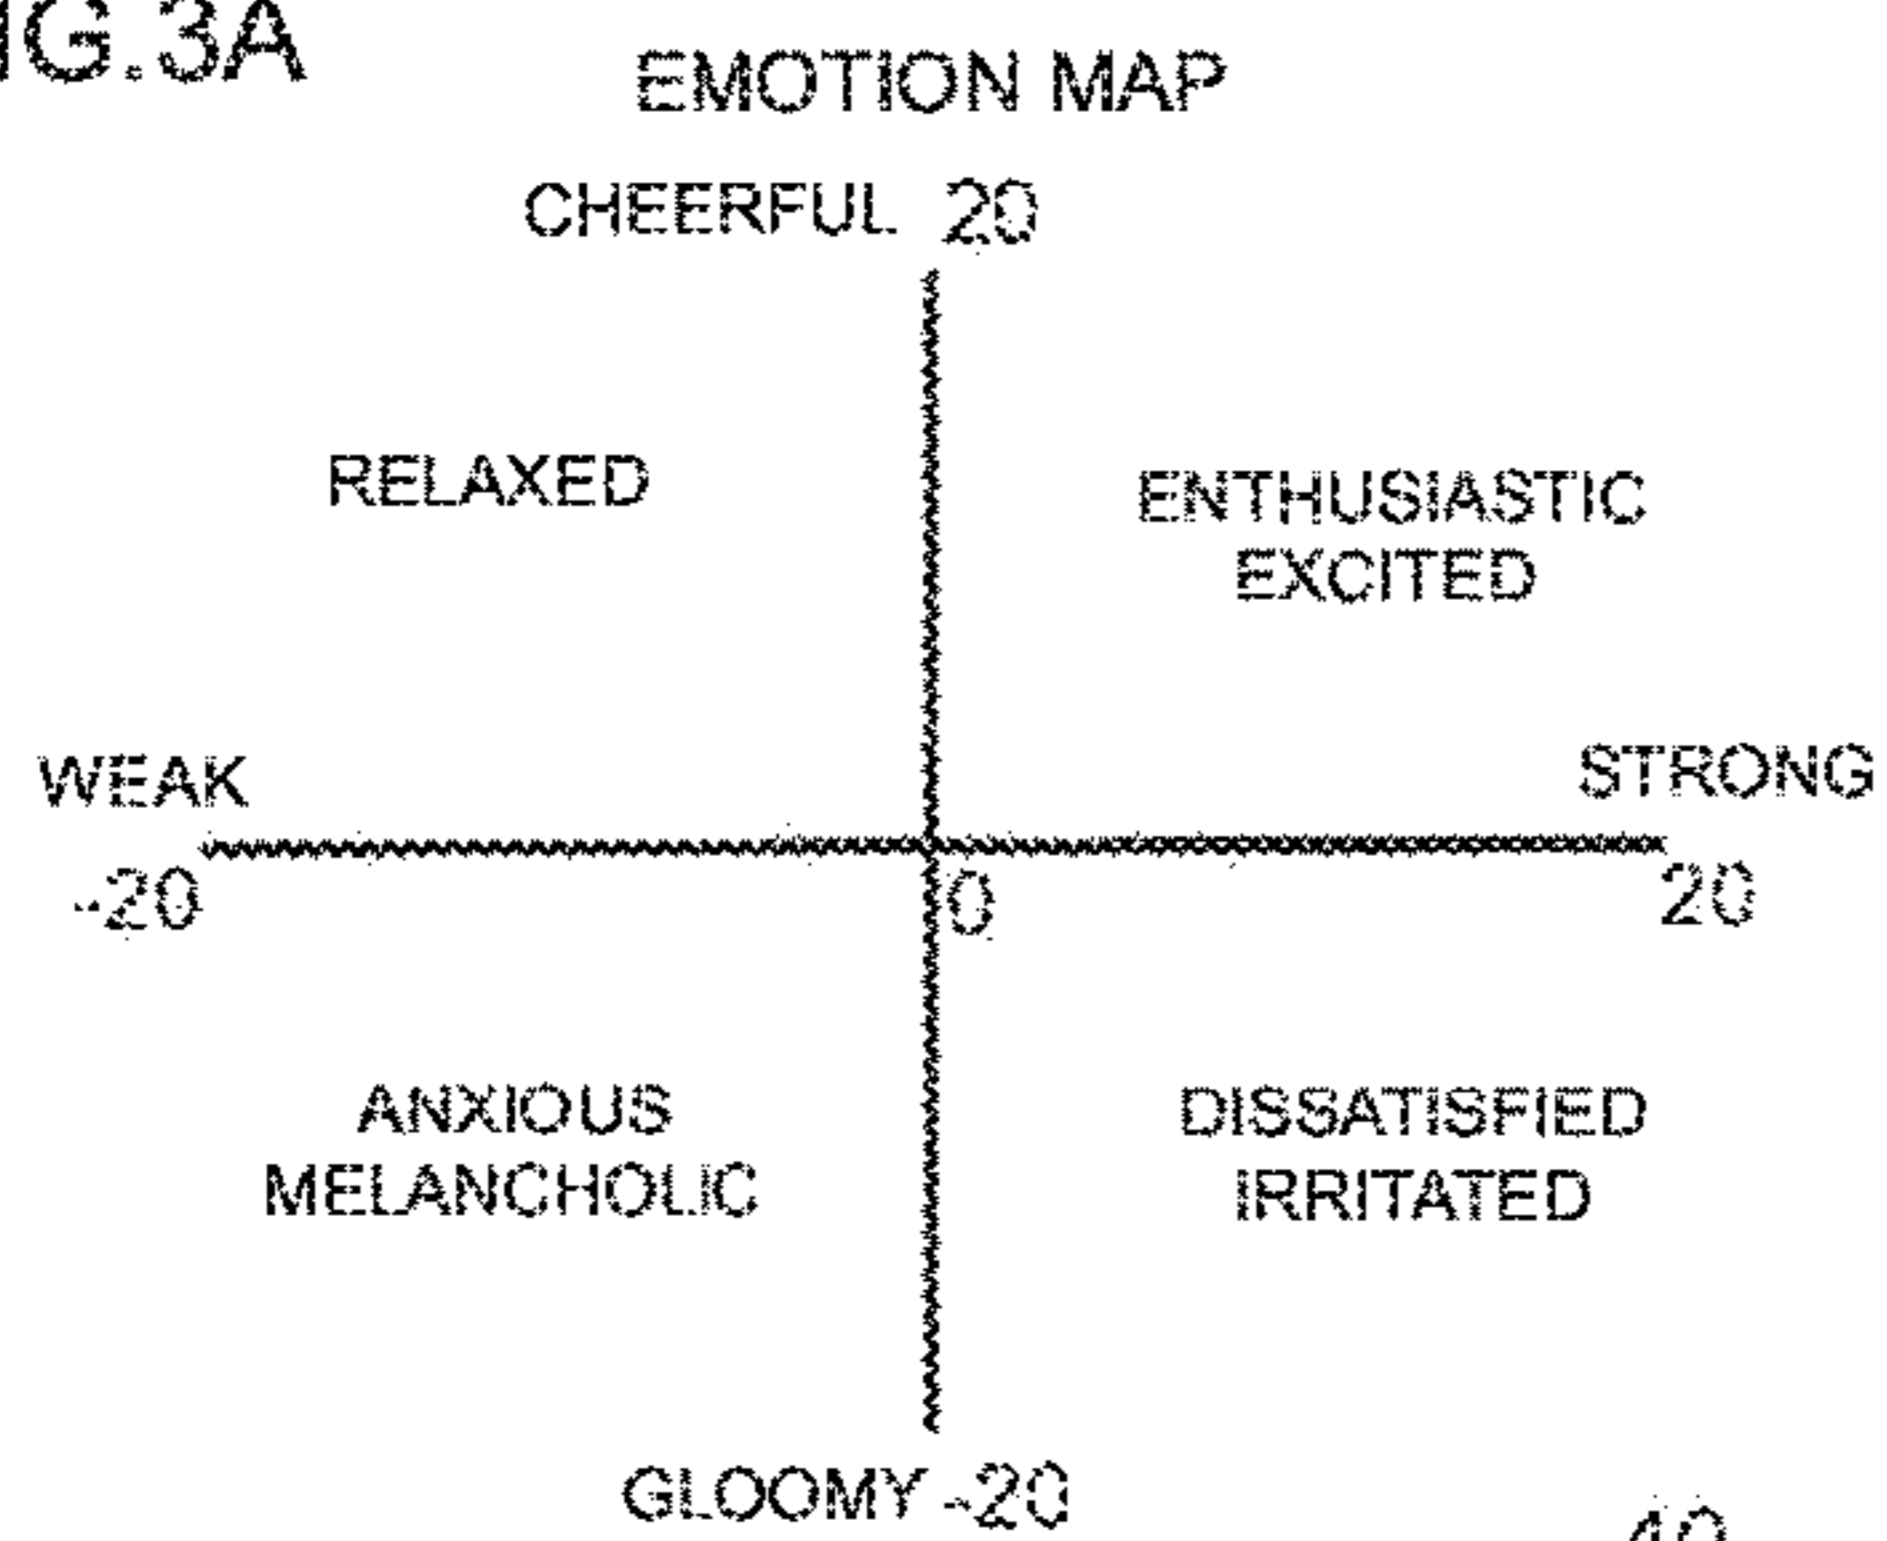 IG.3A
EMOTION MAP
CHEERFUL 20
RELAXED
ENTHUSIASTIC
EXCITED
WEAK
STRONG
-20
0
20
ANXIOUS
MELANCHOLIC
DISSATISFIED
IRRITATED
GLOOMY -20